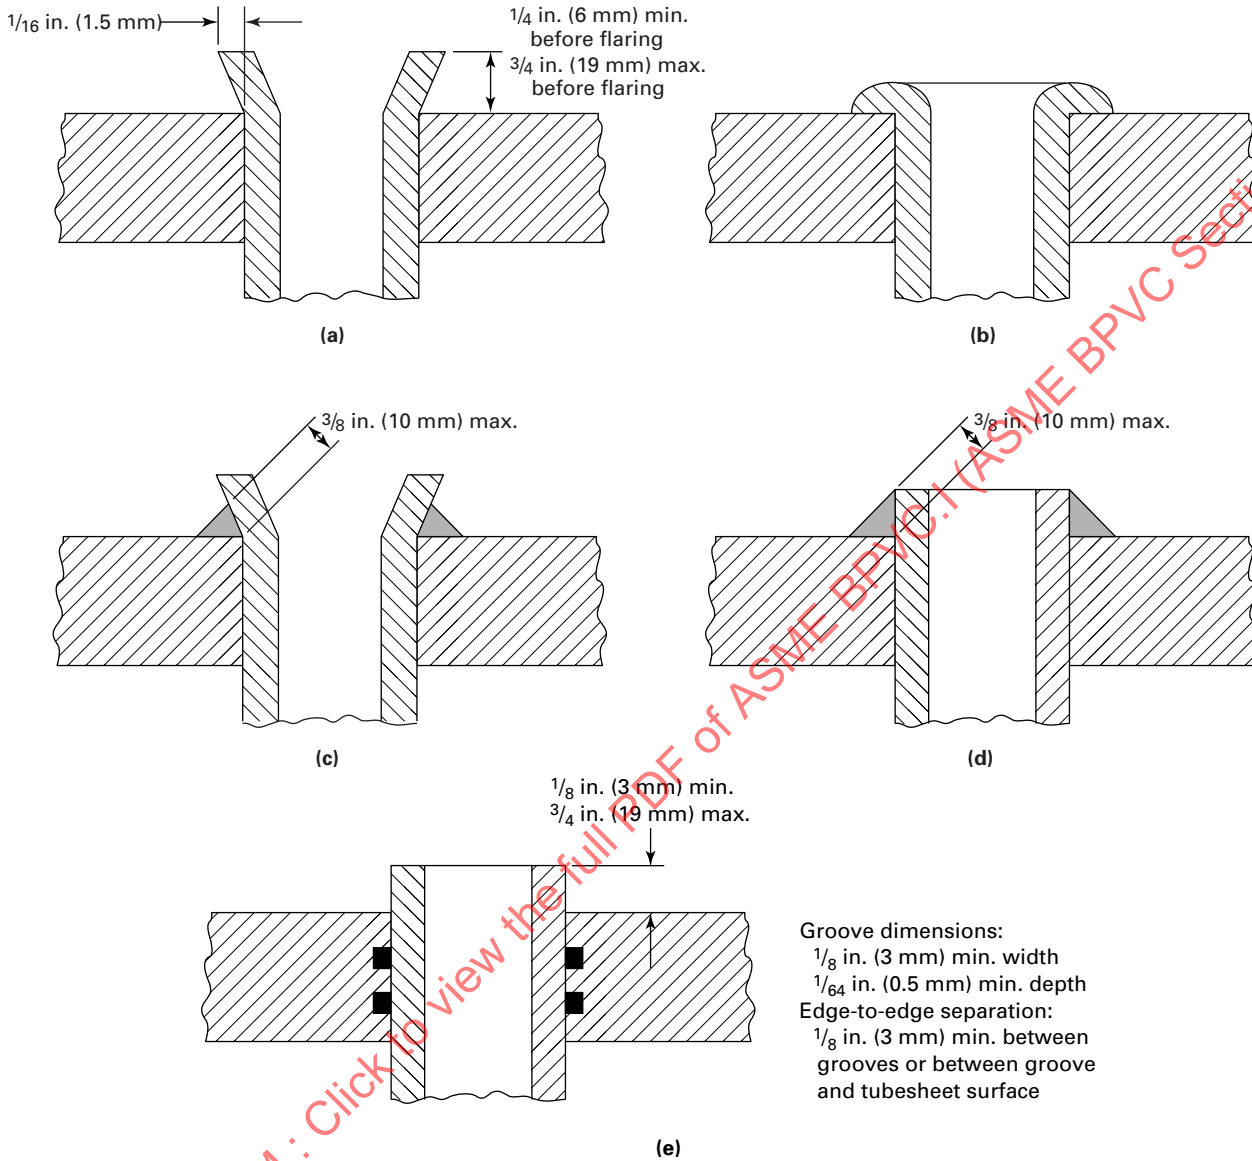 1/16 in. (1.5 mm)
1/4 in. (6 mm) min.
before flaring
3/4 in. (19 mm) max.
before flaring
(a)
(b)
3/8 in. (10 mm) max.
3/8 in. (10 mm) max.
(c)
(d)
1/8 in. (3 mm) min.
3/4 in. (19 mm) max.
Groove dimensions:
1/8 in. (3 mm) min. width
1/64 in. (0.5 mm) min. depth
Edge-to-edge separation:
1/8 in. (3 mm) min. between
grooves or between groove
and tubesheet surface
(e)
: Click to view the full PDF of ASME BPVC.I (ASME BPVC Secti